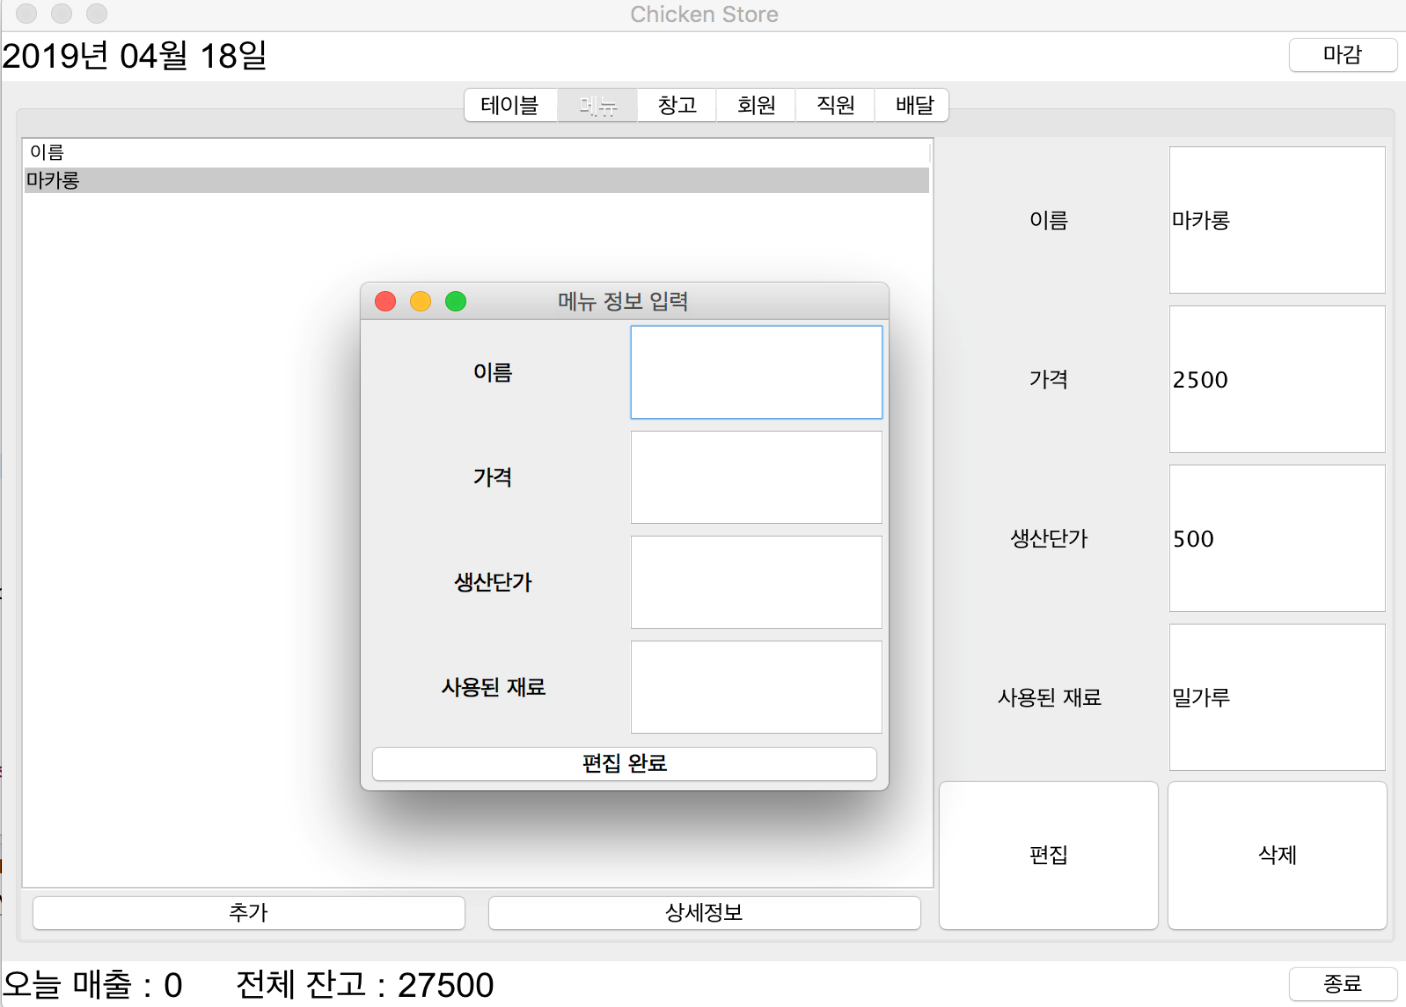 Chicken Store
2019년 04월 18일
마감
테이블 메뉴 창고 회원 직원 배달
이름
마카롱
이름 마카롱
가격 2500
생산단가 500
사용된 재료 밀가루
편집 삭제
메뉴 정보 입력
이름
가격
생산단가
사용된 재료
편집 완료
추가 상세정보
오늘 매출 : 0 전체 잔고 : 27500
종료